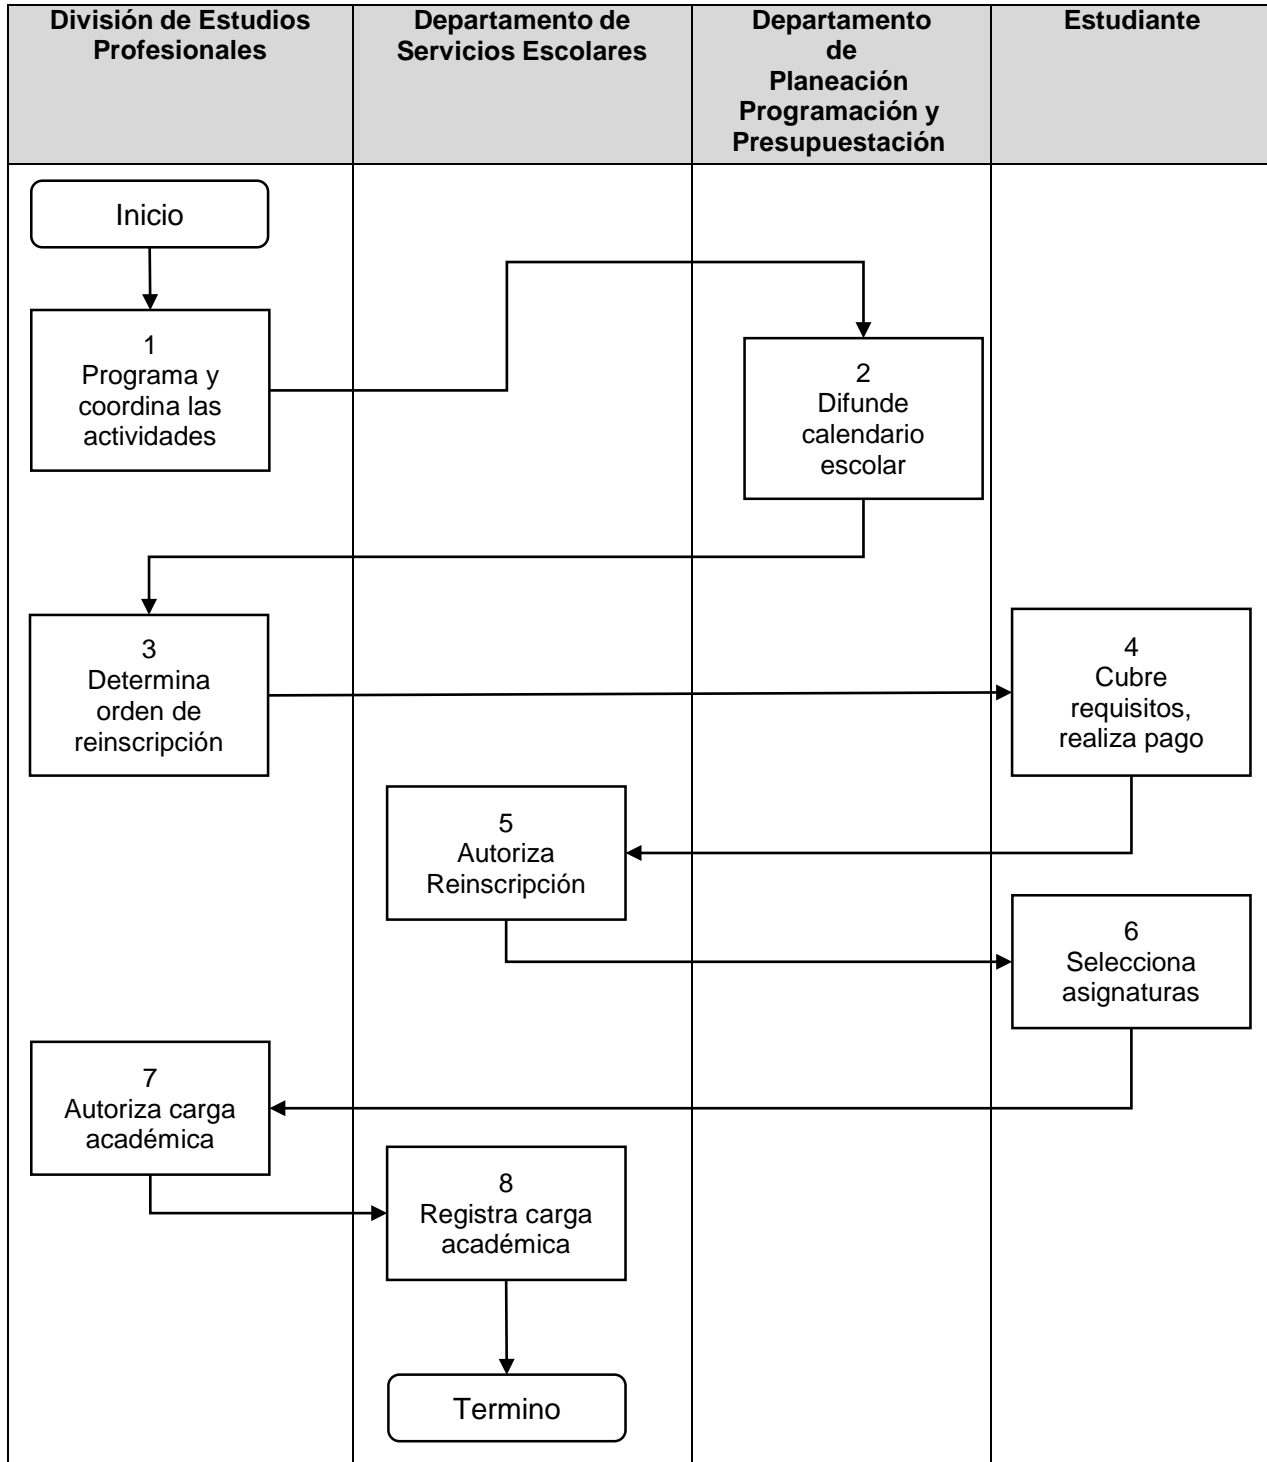 División de Estudios
Profesionales
Departamento de
Servicios Escolares
Departamento
de
Planeación
Programación y
Presupuestación
Estudiante
Inicio
1
Programa y
coordina las
actividades
2
Difunde
calendario
escolar
3
Determina
orden de
reinscripción
4
Cubre
requisitos,
realiza pago
5
Autoriza
Reinscripción
6
Selecciona
asignaturas
7
Autoriza carga
académica
8
Registra carga
académica
Termino